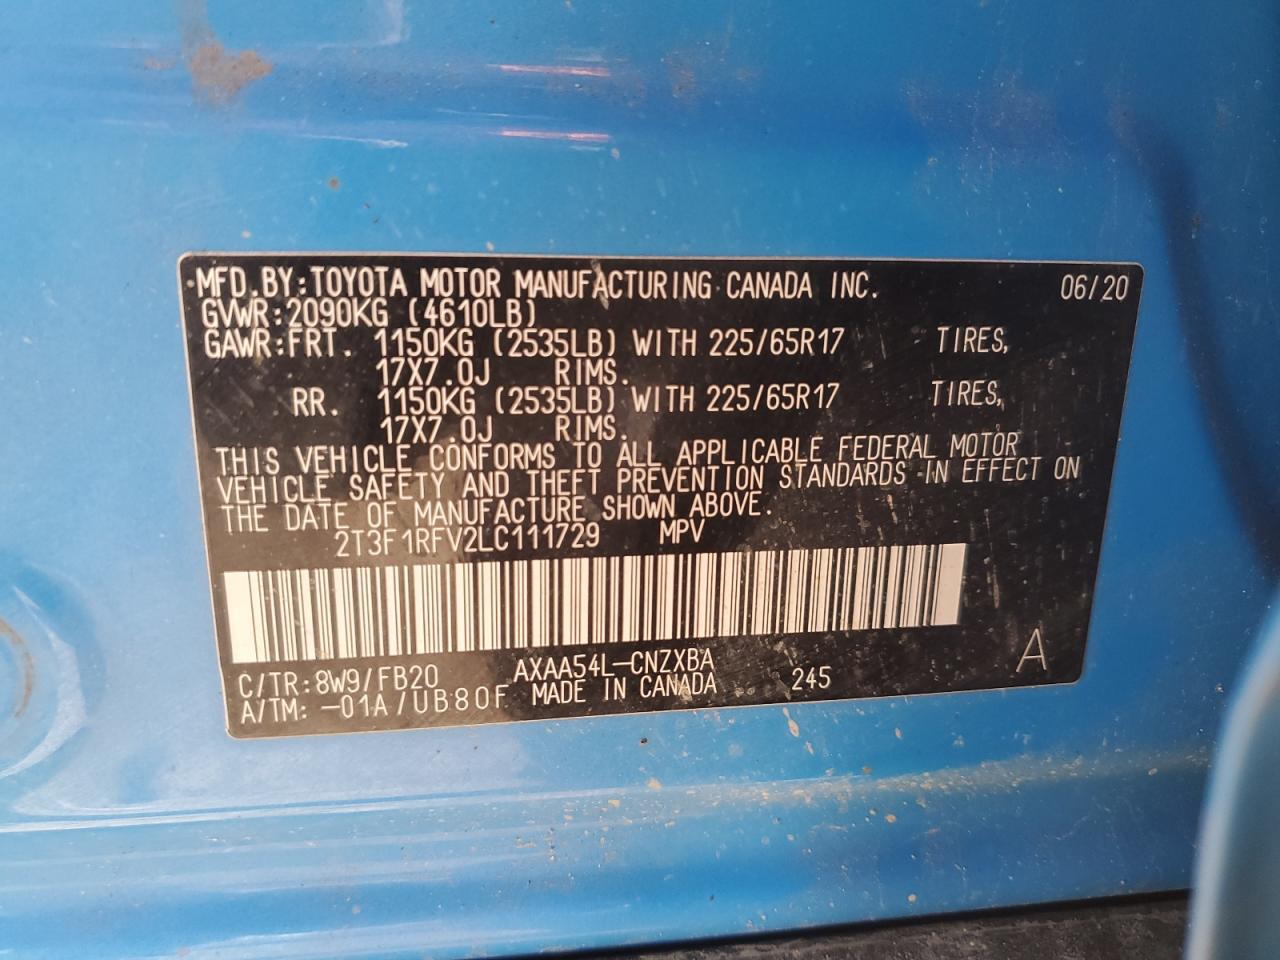 MFD.BY:TOYOTA MOTOR MANUFACTURING CANADA INC. 06/20
GVWR:2090KG (4610LB)
GAWR:FRT. 1150KG (2535LB) WITH 225/65R17 TIRES,
17X7.0J RIMS.
RR. 1150KG (2535LB) WITH 225/65R17 TIRES,
17X7.0J RIMS.
THIS VEHICLE CONFORMS TO ALL APPLICABLE FEDERAL MOTOR
VEHICLE SAFETY AND THEFT PREVENTION STANDARDS IN EFFECT ON
THE DATE OF MANUFACTURE SHOWN ABOVE.
2T3F1RFV2LC111729 MPV
C/TR:8W9/FB20 AXAA54L-CNZXBA 245 A
A/TM:-01A/UB80F MADE IN CANADA